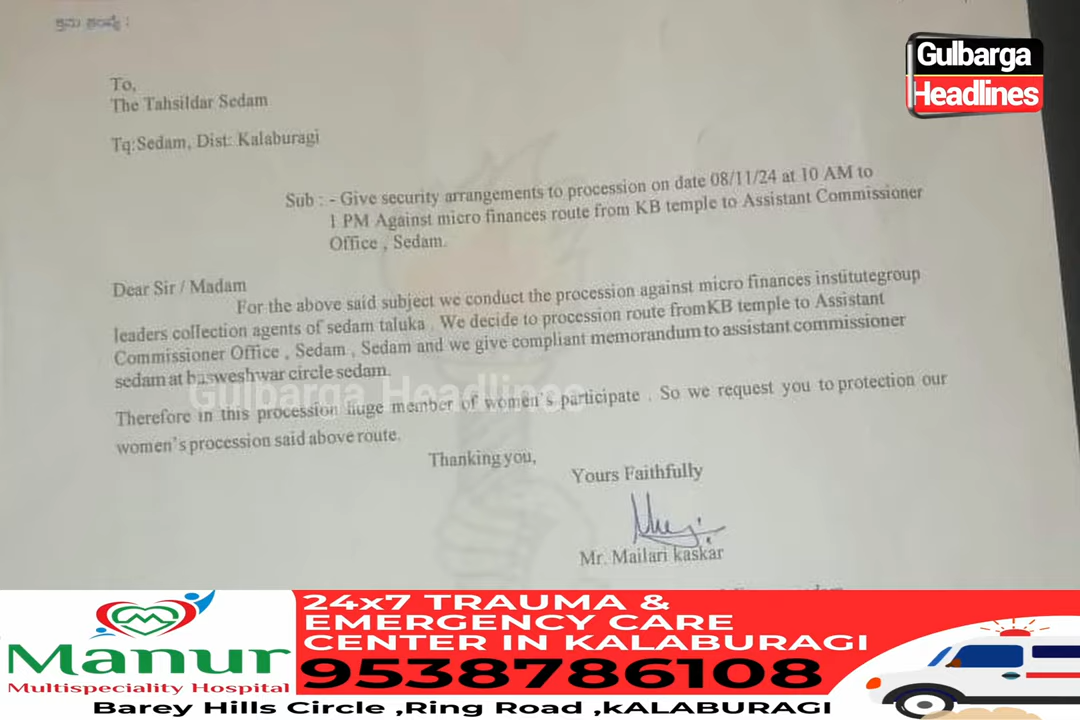 ಕ್ರಮ ಸಂಖ್ಯೆ :
Gulbarga
Headlines
To,
The Tahsildar Sedam
Tq:Sedam, Dist: Kalaburagi
Sub : - Give security arrangements to procession on date 08/11/24 at 10 AM to
1 PM Against micro finances route from KB temple to Assistant Commissioner
Office , Sedam.
Dear Sir / Madam
For the above said subject we conduct the procession against micro finances institutegroup
leaders collection agents of sedam taluka . We decide to procession route fromKB temple to Assistant
Commissioner Office , Sedam , Sedam and we give compliant memorandum to assistant commissioner
sedam at basweshwar circle sedam.
Gulbarga Headlines
Therefore in this procession huge member of women's participate . So we request you to protection our
women's procession said above route.
Thanking you,
Yours Faithfully
Mr. Mailari kaskar
Manur
Multispeciality Hospital
24x7 TRAUMA &
EMERGENCY CARE
CENTER IN KALABURAGI
9538786108
Barey Hills Circle ,Ring Road ,kALABURAGI